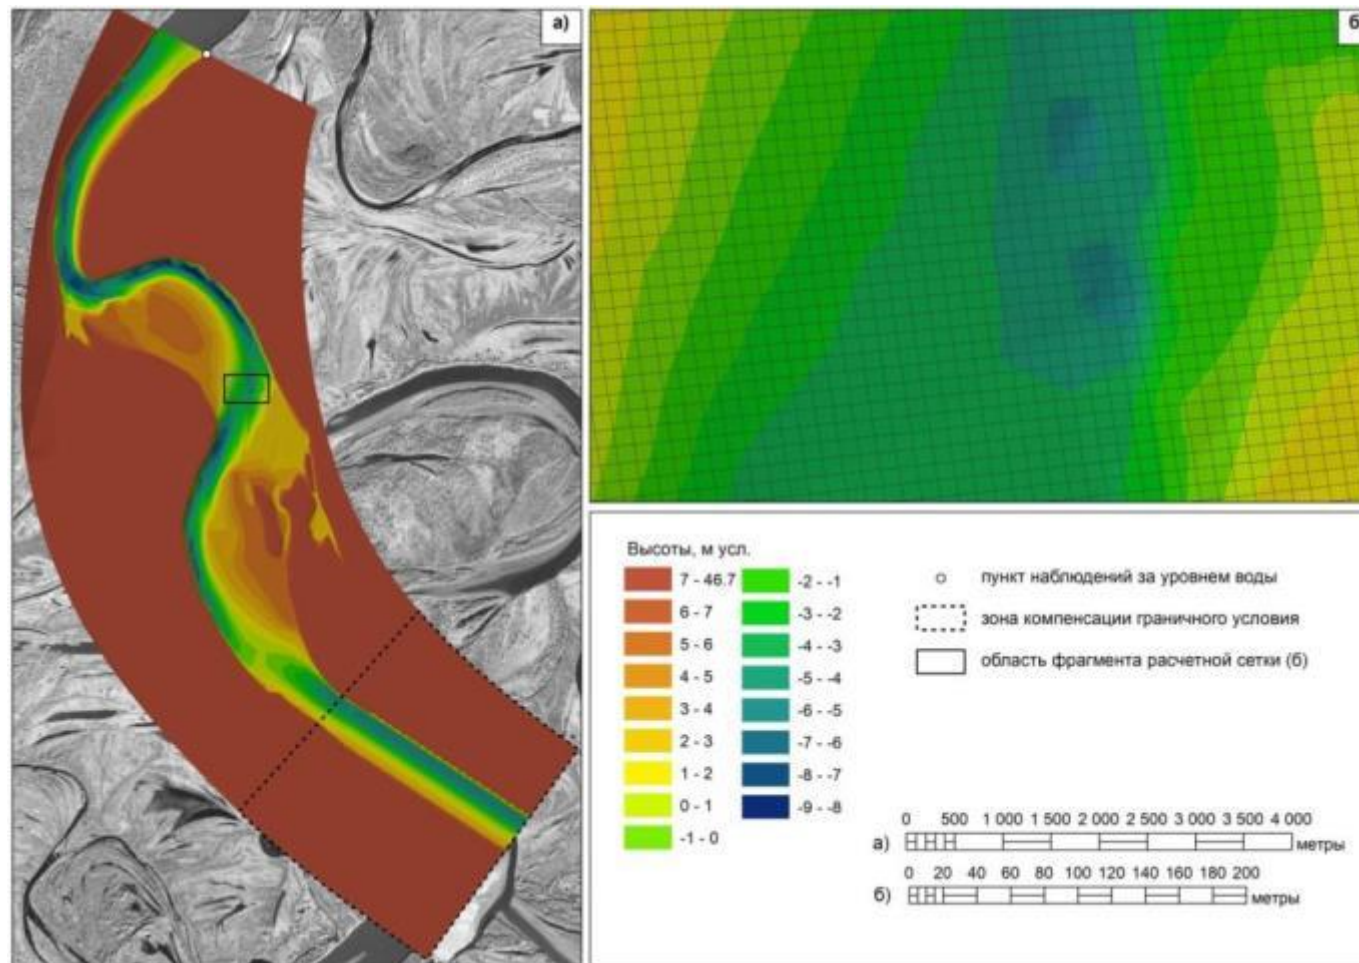 а)
б
Высоты, м усл.
7 - 46.7
6 - 7
5 - 6
4 - 5
3 - 4
2 - 3
1 - 2
0 - 1
-1 - 0
-2 - -1
-3 - -2
-4 - -3
-5 - -4
-6 - -5
-7 - -6
-8 - -7
-9 - -8
пункт наблюдений за уровнем воды
зона компенсации граничного условия
область фрагмента расчетной сетки (б)
0 500 1 000 1 500 2 000 2 500 3 000 3 500 4 000
а) метры
0 20 40 60 80 100 120 140 160 180 200
б) метры